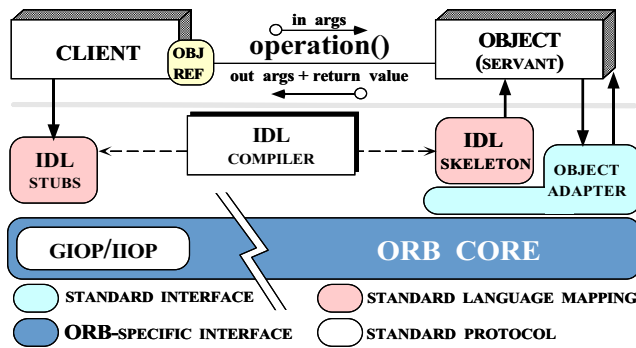 in args
CLIENT
OBJ
REF
operation()
OBJECT
(SERVANT)
out args + return value
IDL
STUBS
IDL
COMPILER
IDL
SKELETON
OBJECT
ADAPTER
GIOP/IIOP
ORB CORE
STANDARD INTERFACE
STANDARD LANGUAGE MAPPING
ORB-SPECIFIC INTERFACE
STANDARD PROTOCOL